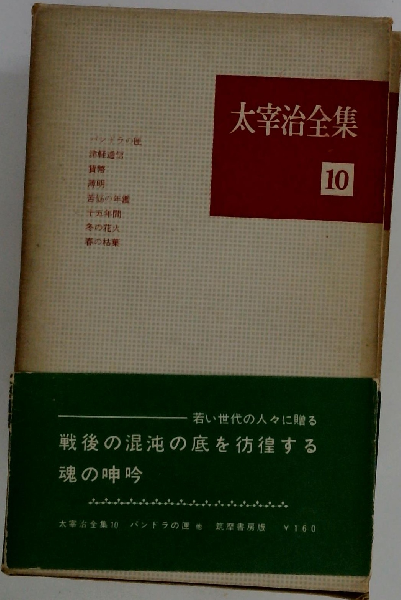 太宰治全集
10
パンドラの匣
津軽通信
貨幣
薄明
苦悩の年鑑
十五年間
冬の花火
春の枯葉
若い世代の人々に贈る
戦後の混沌の底を彷徨する
魂の呻吟
太宰治全集10 パンドラの匣 他 筑摩書房版 ¥160